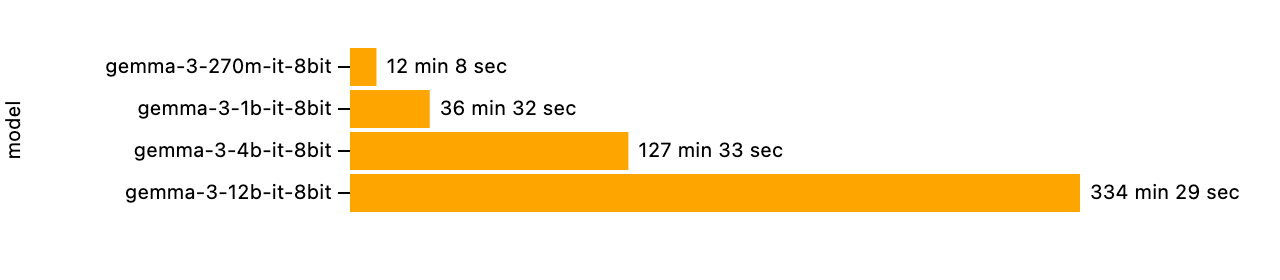 model
gemma-3-270m-it-8bit 12 min 8 sec
gemma-3-1b-it-8bit 36 min 32 sec
gemma-3-4b-it-8bit 127 min 33 sec
gemma-3-12b-it-8bit 334 min 29 sec